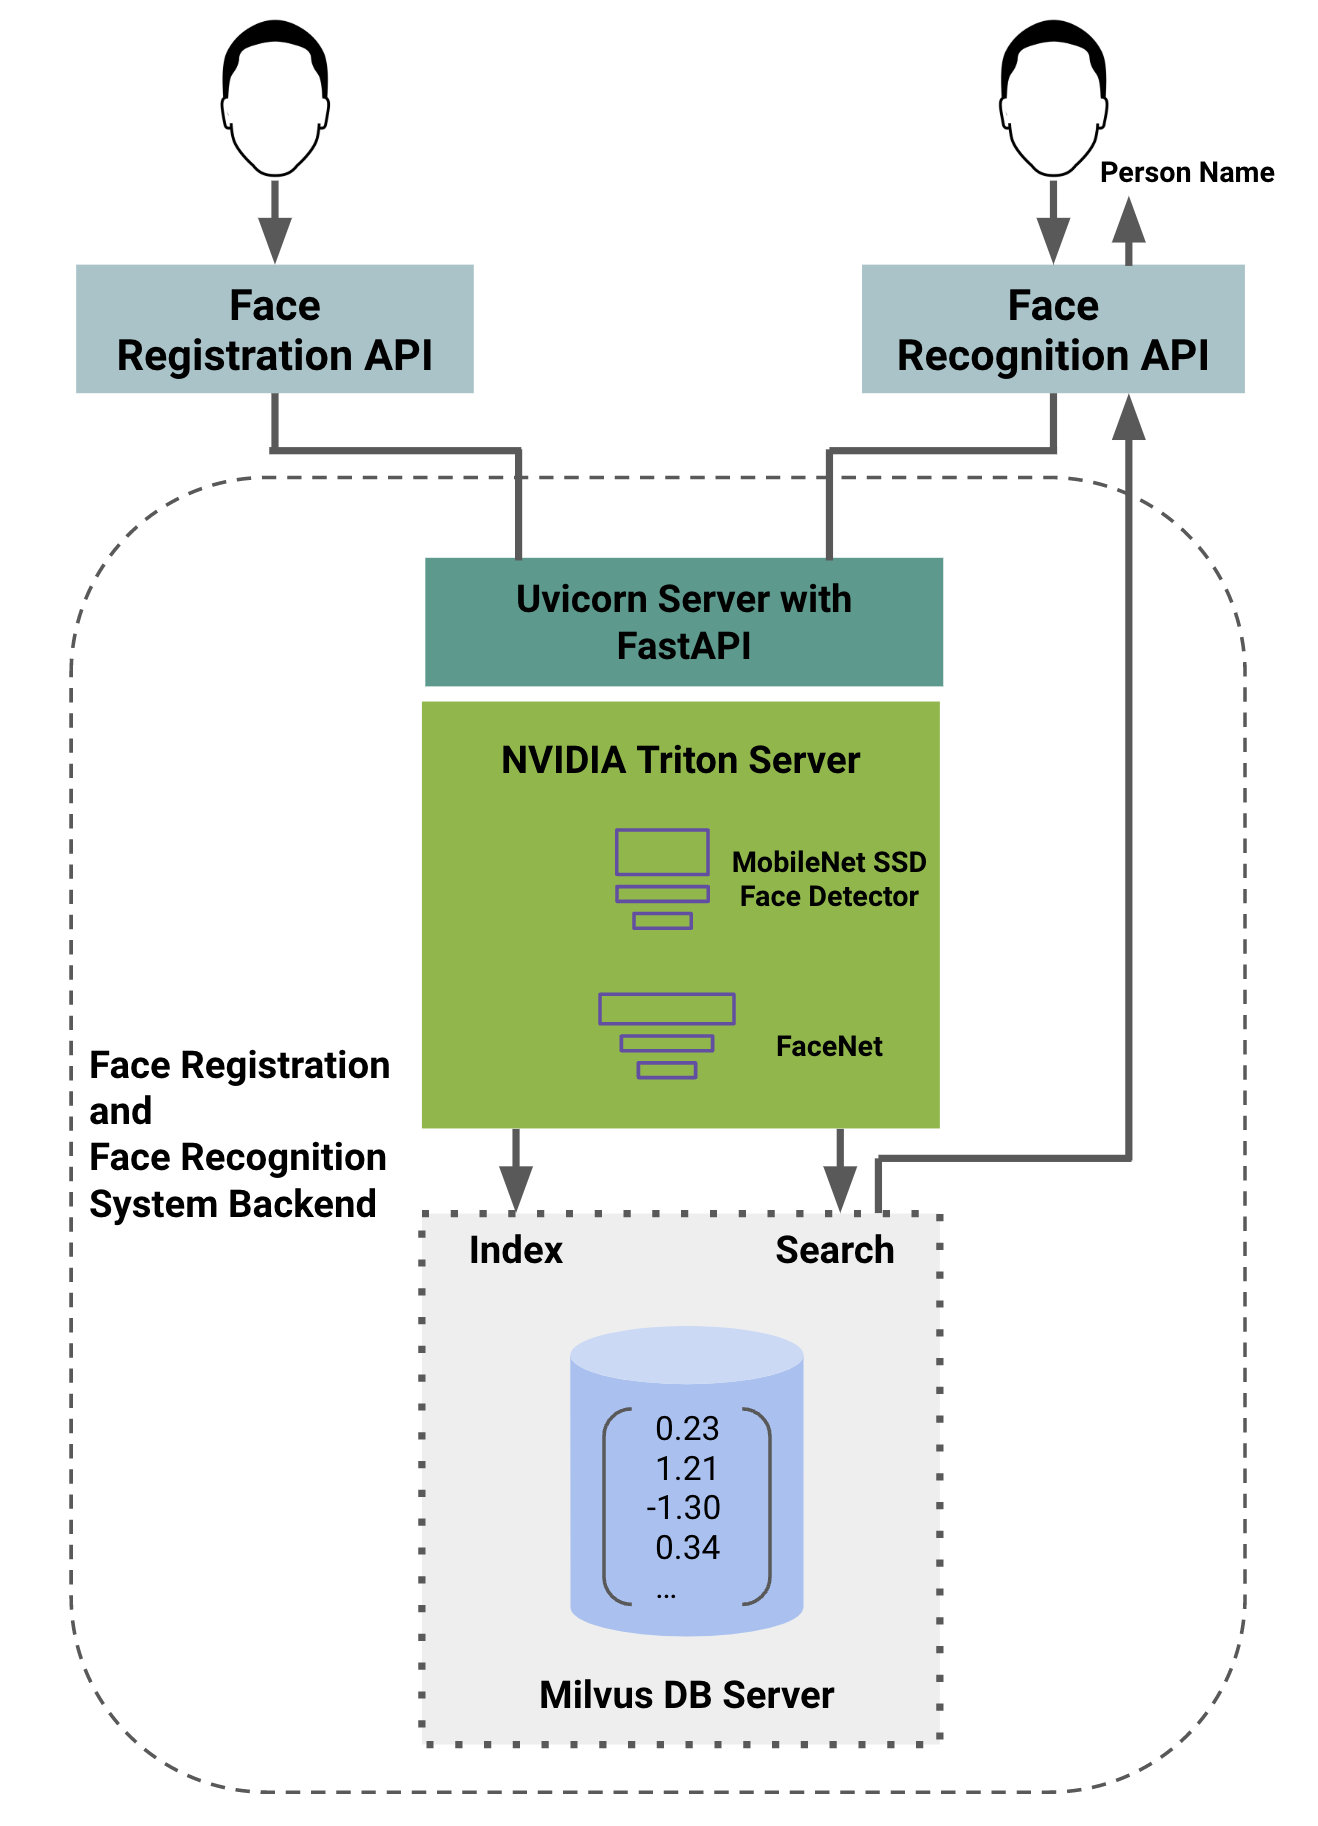 Person Name
Face
Registration API
Face
Recognition API
Uvicorn Server with
FastAPI
NVIDIA Triton Server
MobileNet SSD
Face Detector
FaceNet
Face Registration
and
Face Recognition
System Backend
Index
Search
0.23
1.21
-1.30
0.34
...
Milvus DB Server